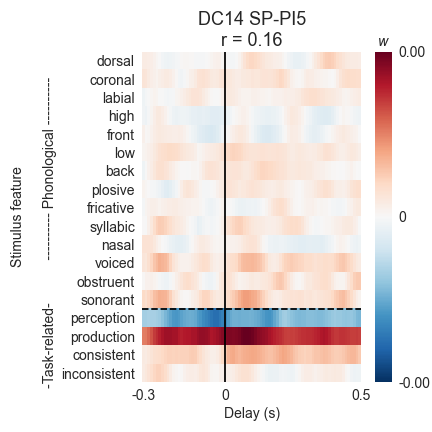 DC14 SP-PI5
r = 0.16
w
dorsal
coronal
labial
high
front
low
back
plosive
fricative
syllabic
nasal
voiced
obstruent
sonorant
perception
production
consistent
inconsistent
Stimulus feature
-Task-related- ----------- Phonological ----------
0.00
0
-0.00
-0.3
0
0.5
Delay (s)